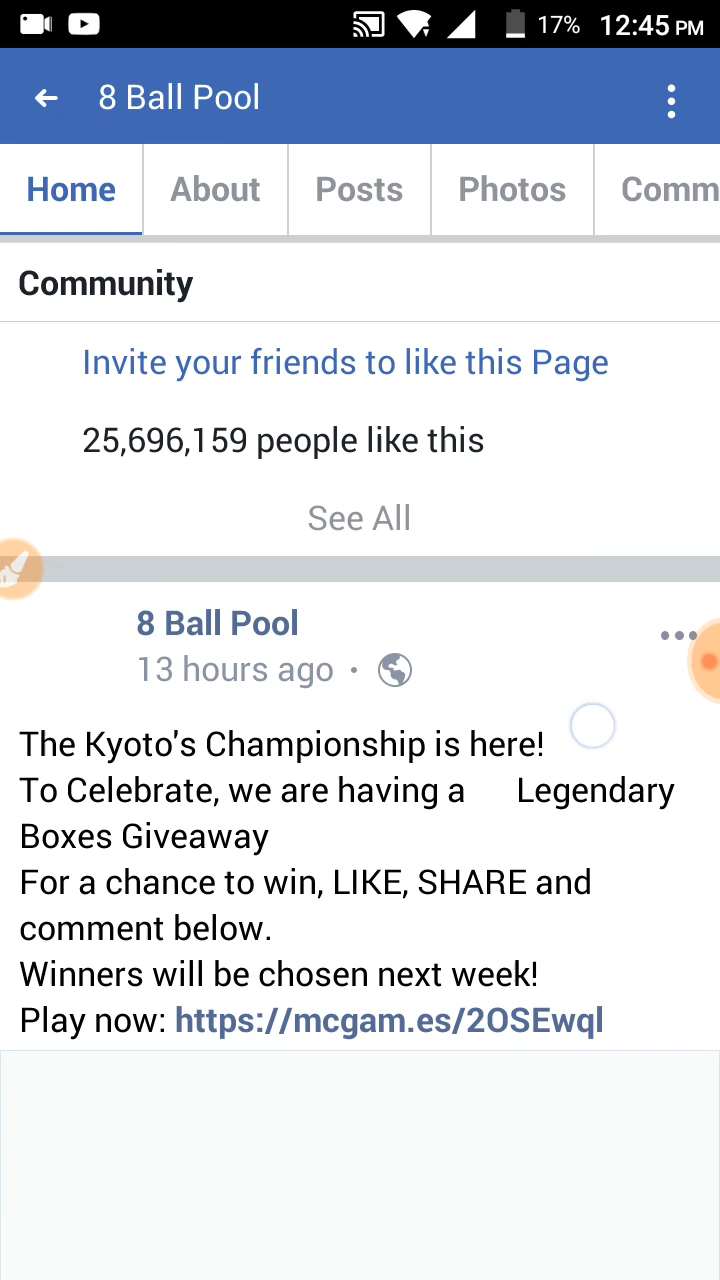 17% 12:45 PM
8 Ball Pool
Home About Posts Photos Comm
Community
Invite your friends to like this Page
25,696,159 people like this
See All
8 Ball Pool
13 hours ago ·
The Kyoto's Championship is here!
To Celebrate, we are having a Legendary
Boxes Giveaway
For a chance to win, LIKE, SHARE and
comment below.
Winners will be chosen next week!
Play now: https://mcgam.es/2OSEwql